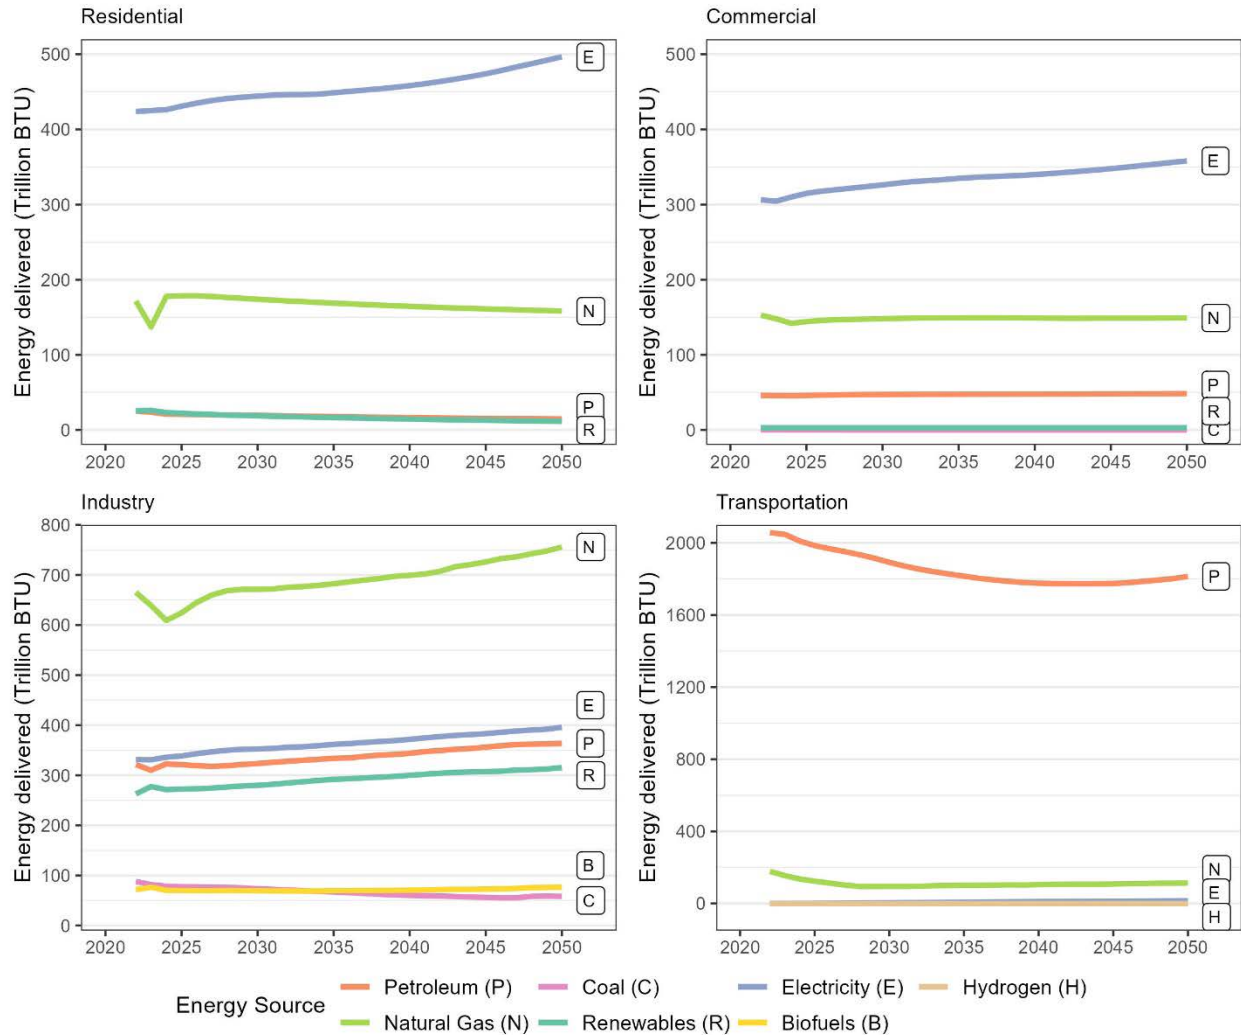 Residential
Energy delivered (Trillion BTU)
500
400
300
200
100
0
E
N
P
R
2020 2025 2030 2035 2040 2045 2050
Commercial
Energy delivered (Trillion BTU)
500
400
300
200
100
0
E
N
P
R
C
2020 2025 2030 2035 2040 2045 2050
Industry
Energy delivered (Trillion BTU)
800
700
600
500
400
300
200
100
0
N
E
P
R
B
C
2020 2025 2030 2035 2040 2045 2050
Transportation
Energy delivered (Trillion BTU)
2000
1600
1200
800
400
0
P
N
E
H
2020 2025 2030 2035 2040 2045 2050
Energy Source
Petroleum (P) Coal (C) Electricity (E) Hydrogen (H)
Natural Gas (N) Renewables (R) Biofuels (B)